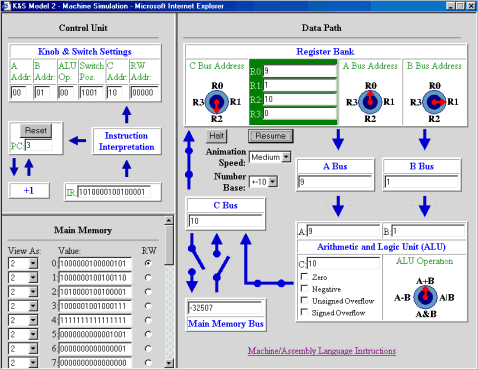 K&S Model 2 - Machine Simulation - Microsoft Internet Explorer
Control Unit
Knob & Switch Settings
A Addr: B Addr: ALU Op: Switch Pos: C Addr: RW Addr:
00 01 00 1001 10 00000
Reset
PC: 3
Instruction Interpretation
+1
IR: 1010000100100001
Main Memory
View As: Value: RW
2 0: 1000000100000101
2 1: 1000000100100110
2 2: 1010000100100001
2 3: 1000001001000111
2 4: 1111111111111111
2 5: 0000000000001001
2 6: 0000000000000001
2 7: 0000000000000000
Data Path
Register Bank
C Bus Address
R0
R3 R1
R2
R0: 9
R1: 1
R2: 10
R3: 0
A Bus Address
R0
R3 R1
R2
B Bus Address
R0
R3 R1
R2
Halt Resume
Animation Speed: Medium
Number Base: +-10
A Bus
9
B Bus
1
C Bus
10
A: 9 B: 1
Arithmetic and Logic Unit (ALU)
C: 10
Zero
Negative
Unsigned Overflow
Signed Overflow
ALU Operation
A+B
A-B A|B
A&B
-32507
Main Memory Bus
Machine/Assembly Language Instructions